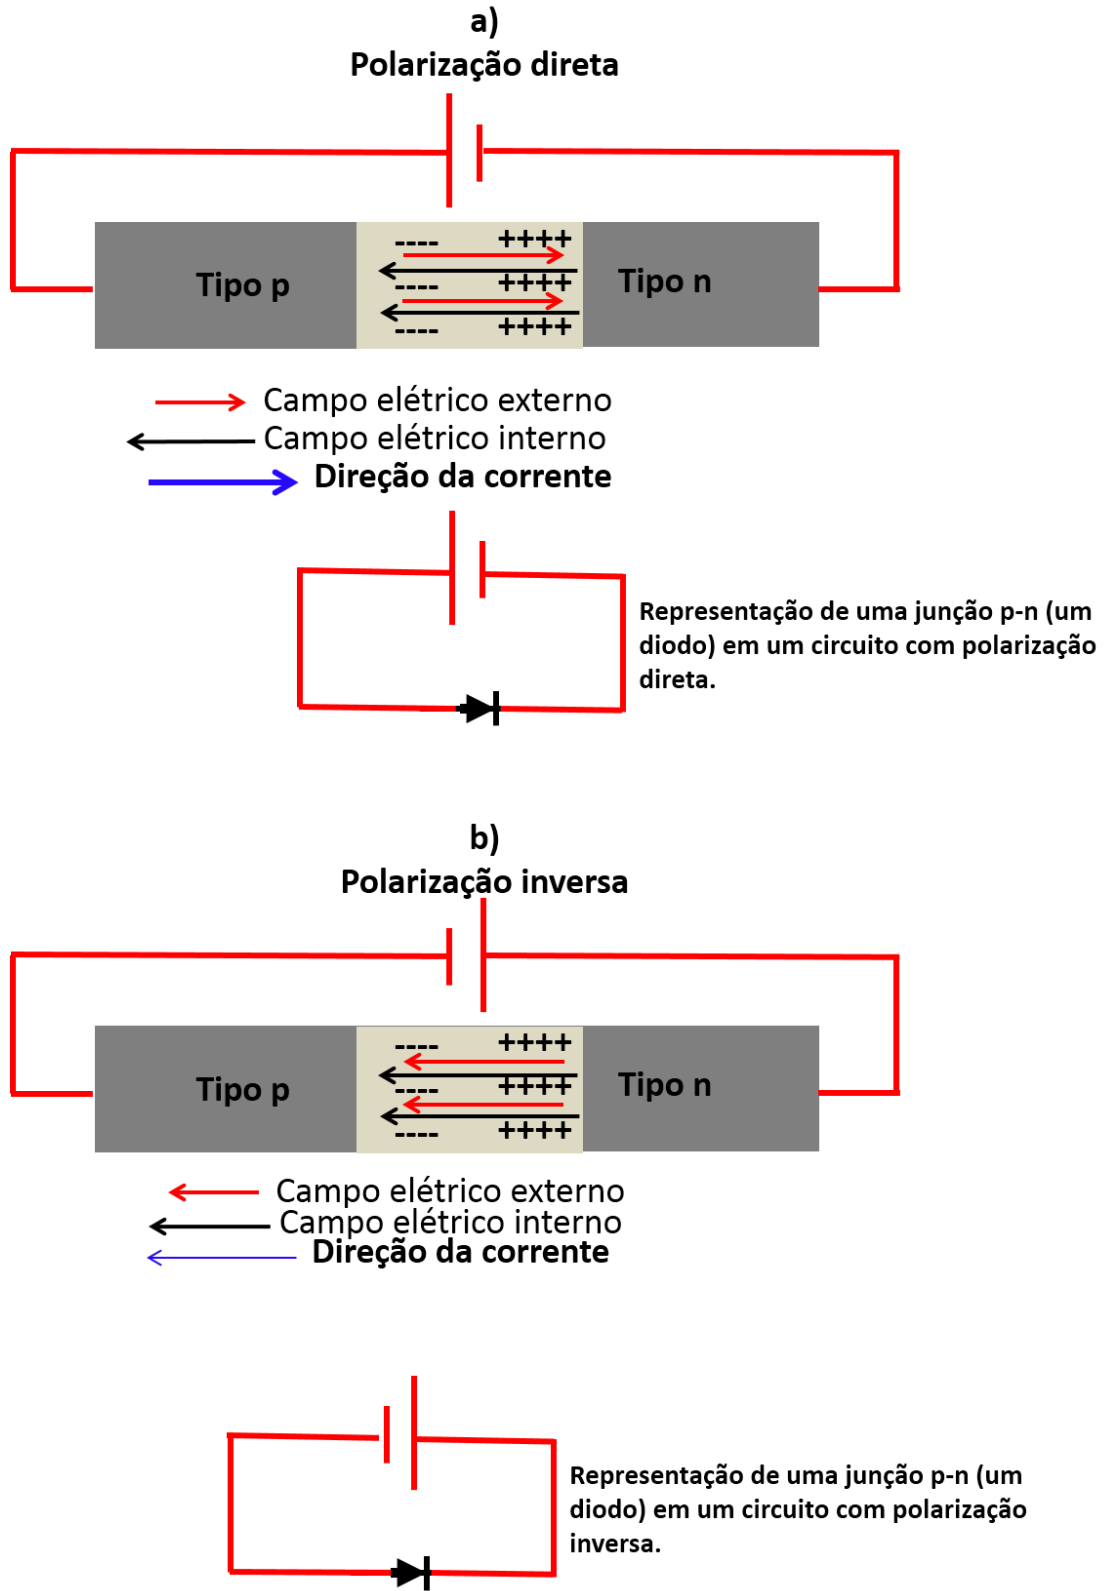 a)
Polarização direta
---- ++++
Tipo p
---- ++++
Tipo n
---- ++++
Campo elétrico externo
Campo elétrico interno
Direção da corrente
Representação de uma junção p-n (um
diodo) em um circuito com polarização
direta.
b)
Polarização inversa
---- ++++
Tipo p
---- ++++
Tipo n
---- ++++
Campo elétrico externo
Campo elétrico interno
Direção da corrente
Representação de uma junção p-n (um
diodo) em um circuito com polarização
inversa.